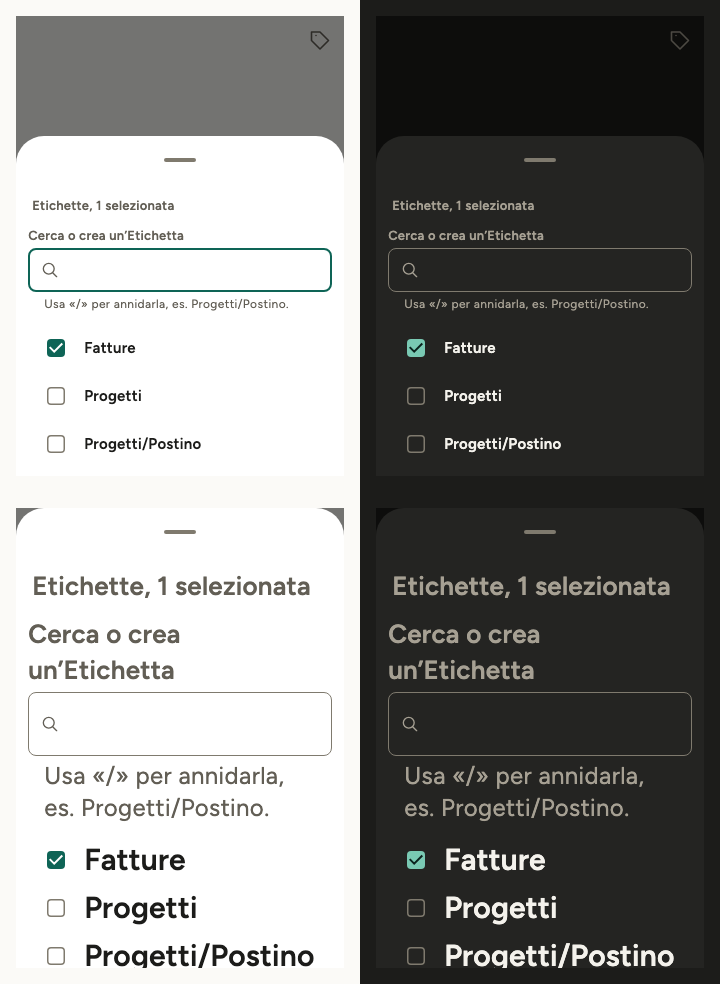 Etichette, 1 selezionata
Cerca o crea un’Etichetta
Usa «/» per annidarla, es. Progetti/Postino.
Fatture
Progetti
Progetti/Postino
Etichette, 1 selezionata
Cerca o crea un’Etichetta
Usa «/» per annidarla, es. Progetti/Postino.
Fatture
Progetti
Progetti/Postino
Etichette, 1 selezionata
Cerca o crea
un’Etichetta
Usa «/» per annidarla,
es. Progetti/Postino.
Fatture
Progetti
Progetti/Postino
Etichette, 1 selezionata
Cerca o crea
un’Etichetta
Usa «/» per annidarla,
es. Progetti/Postino.
Fatture
Progetti
Progetti/Postino